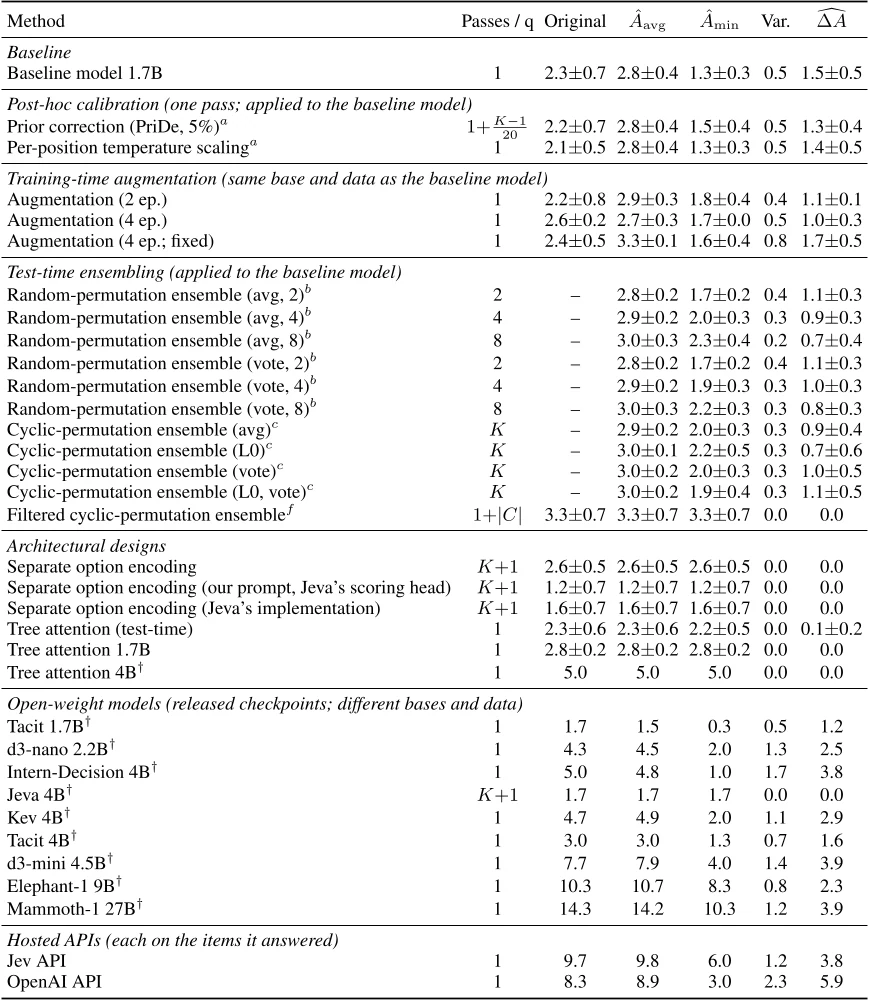 Method Passes / q Original Â_avg Â_min Var. \widehat{ΔA}
Baseline
Baseline model 1.7B 1 2.3±0.7 2.8±0.4 1.3±0.3 0.5 1.5±0.5
Post-hoc calibration (one pass; applied to the baseline model)
Prior correction (PriDe, 5%)^a 1+\frac{K−1}{20} 2.2±0.7 2.8±0.4 1.5±0.4 0.5 1.3±0.4
Per-position temperature scaling^a 1 2.1±0.5 2.8±0.4 1.3±0.3 0.5 1.4±0.5
Training-time augmentation (same base and data as the baseline model)
Augmentation (2 ep.) 1 2.2±0.8 2.9±0.3 1.8±0.4 0.4 1.1±0.1
Augmentation (4 ep.) 1 2.6±0.2 2.7±0.3 1.7±0.0 0.5 1.0±0.3
Augmentation (4 ep.; fixed) 1 2.4±0.5 3.3±0.1 1.6±0.4 0.8 1.7±0.5
Test-time ensembling (applied to the baseline model)
Random-permutation ensemble (avg, 2)^b 2 – 2.8±0.2 1.7±0.2 0.4 1.1±0.3
Random-permutation ensemble (avg, 4)^b 4 – 2.9±0.2 2.0±0.3 0.3 0.9±0.3
Random-permutation ensemble (avg, 8)^b 8 – 3.0±0.3 2.3±0.4 0.2 0.7±0.4
Random-permutation ensemble (vote, 2)^b 2 – 2.8±0.2 1.7±0.2 0.4 1.1±0.3
Random-permutation ensemble (vote, 4)^b 4 – 2.9±0.2 1.9±0.3 0.3 1.0±0.3
Random-permutation ensemble (vote, 8)^b 8 – 3.0±0.3 2.2±0.3 0.3 0.8±0.3
Cyclic-permutation ensemble (avg)^c K – 2.9±0.2 2.0±0.3 0.3 0.9±0.4
Cyclic-permutation ensemble (L0)^c K – 3.0±0.1 2.2±0.5 0.3 0.7±0.6
Cyclic-permutation ensemble (vote)^c K – 3.0±0.2 2.0±0.3 0.3 1.0±0.5
Cyclic-permutation ensemble (L0, vote)^c K – 3.0±0.2 1.9±0.4 0.3 1.1±0.5
Filtered cyclic-permutation ensemble^f 1+|C| 3.3±0.7 3.3±0.7 3.3±0.7 0.0 0.0
Architectural designs
Separate option encoding K+1 2.6±0.5 2.6±0.5 2.6±0.5 0.0 0.0
Separate option encoding (our prompt, Jeva's scoring head) K+1 1.2±0.7 1.2±0.7 1.2±0.7 0.0 0.0
Separate option encoding (Jeva's implementation) K+1 1.6±0.7 1.6±0.7 1.6±0.7 0.0 0.0
Tree attention (test-time) 1 2.3±0.6 2.3±0.6 2.2±0.5 0.0 0.1±0.2
Tree attention 1.7B 1 2.8±0.2 2.8±0.2 2.8±0.2 0.0 0.0
Tree attention 4B† 1 5.0 5.0 5.0 0.0 0.0
Open-weight models (released checkpoints; different bases and data)
Tacit 1.7B† 1 1.7 1.5 0.3 0.5 1.2
d3-nano 2.2B† 1 4.3 4.5 2.0 1.3 2.5
Intern-Decision 4B† 1 5.0 4.8 1.0 1.7 3.8
Jeva 4B† K+1 1.7 1.7 1.7 0.0 0.0
Kev 4B† 1 4.7 4.9 2.0 1.1 2.9
Tacit 4B† 1 3.0 3.0 1.3 0.7 1.6
d3-mini 4.5B† 1 7.7 7.9 4.0 1.4 3.9
Elephant-1 9B† 1 10.3 10.7 8.3 0.8 2.3
Mammoth-1 27B† 1 14.3 14.2 10.3 1.2 3.9
Hosted APIs (each on the items it answered)
Jev API 1 9.7 9.8 6.0 1.2 3.8
OpenAI API 1 8.3 8.9 3.0 2.3 5.9